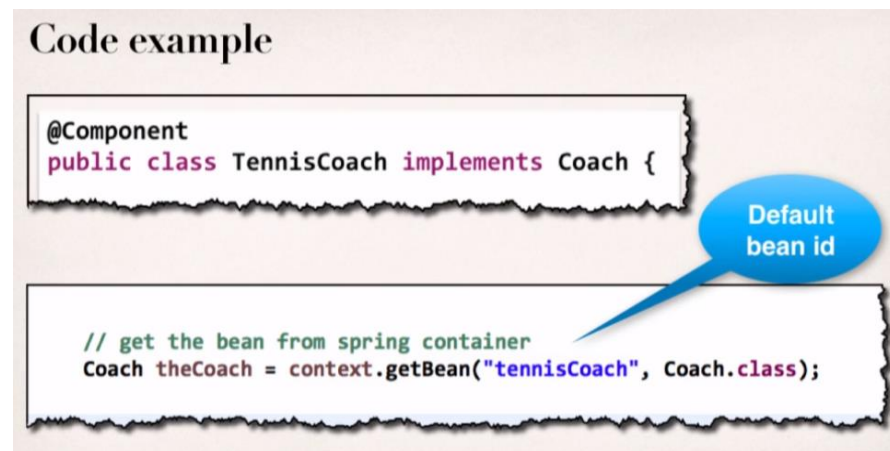 Code example
@Component
public class TennisCoach implements Coach {
Default
bean id
// get the bean from spring container
Coach theCoach = context.getBean("tennisCoach", Coach.class);